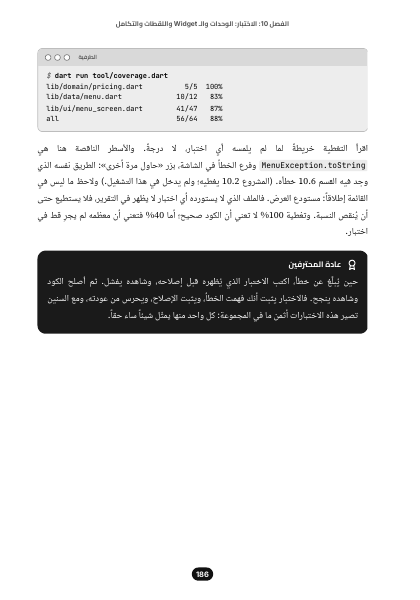 الفصل 10: الاختبار: الوحدات والـ Widget واللقطات والتكامل
الطرفية
$ dart run tool/coverage.dart
lib/domain/pricing.dart 5/5 100%
lib/data/menu.dart 10/12 83%
lib/ui/menu_screen.dart 41/47 87%
all 56/64 88%
اقرأ التغطية خريطةً لما لم يلمسه أي اختبار، لا درجةً. والأسطر الناقصة هنا هي
MenuException.toString وفرع الخطأ في الشاشة، بزر «حاول مرة أخرى»: الطريق نفسه الذي
وجد فيه القسم 10.6 خطأه. (المشروع 10.2 يغطيه؛ ولم يدخل في هذا التشغيل.) ولاحظ ما ليس في
القائمة إطلاقاً: مستودع العرض. فالملف الذي لا يستورده أي اختبار لا يظهر في التقرير، فلا يستطيع حتى
أن يُنقص النسبة. وتغطية 100% لا تعني أن الكود صحيح؛ أما 40% فتعني أن معظمه لم يجرِ قط في
اختبار.
عادة المحترفين
حين يُبلَّغ عن خطأ، اكتب الاختبار الذي يُظهره قبل إصلاحه، وشاهده يفشل. ثم أصلح الكود
وشاهده ينجح. فالاختبار يثبت أنك فهمت الخطأ، ويثبت الإصلاح، ويحرس من عودته، ومع السنين
تصير هذه الاختبارات أثمن ما في المجموعة: كل واحد منها يمثّل شيئاً ساء حقاً.
186